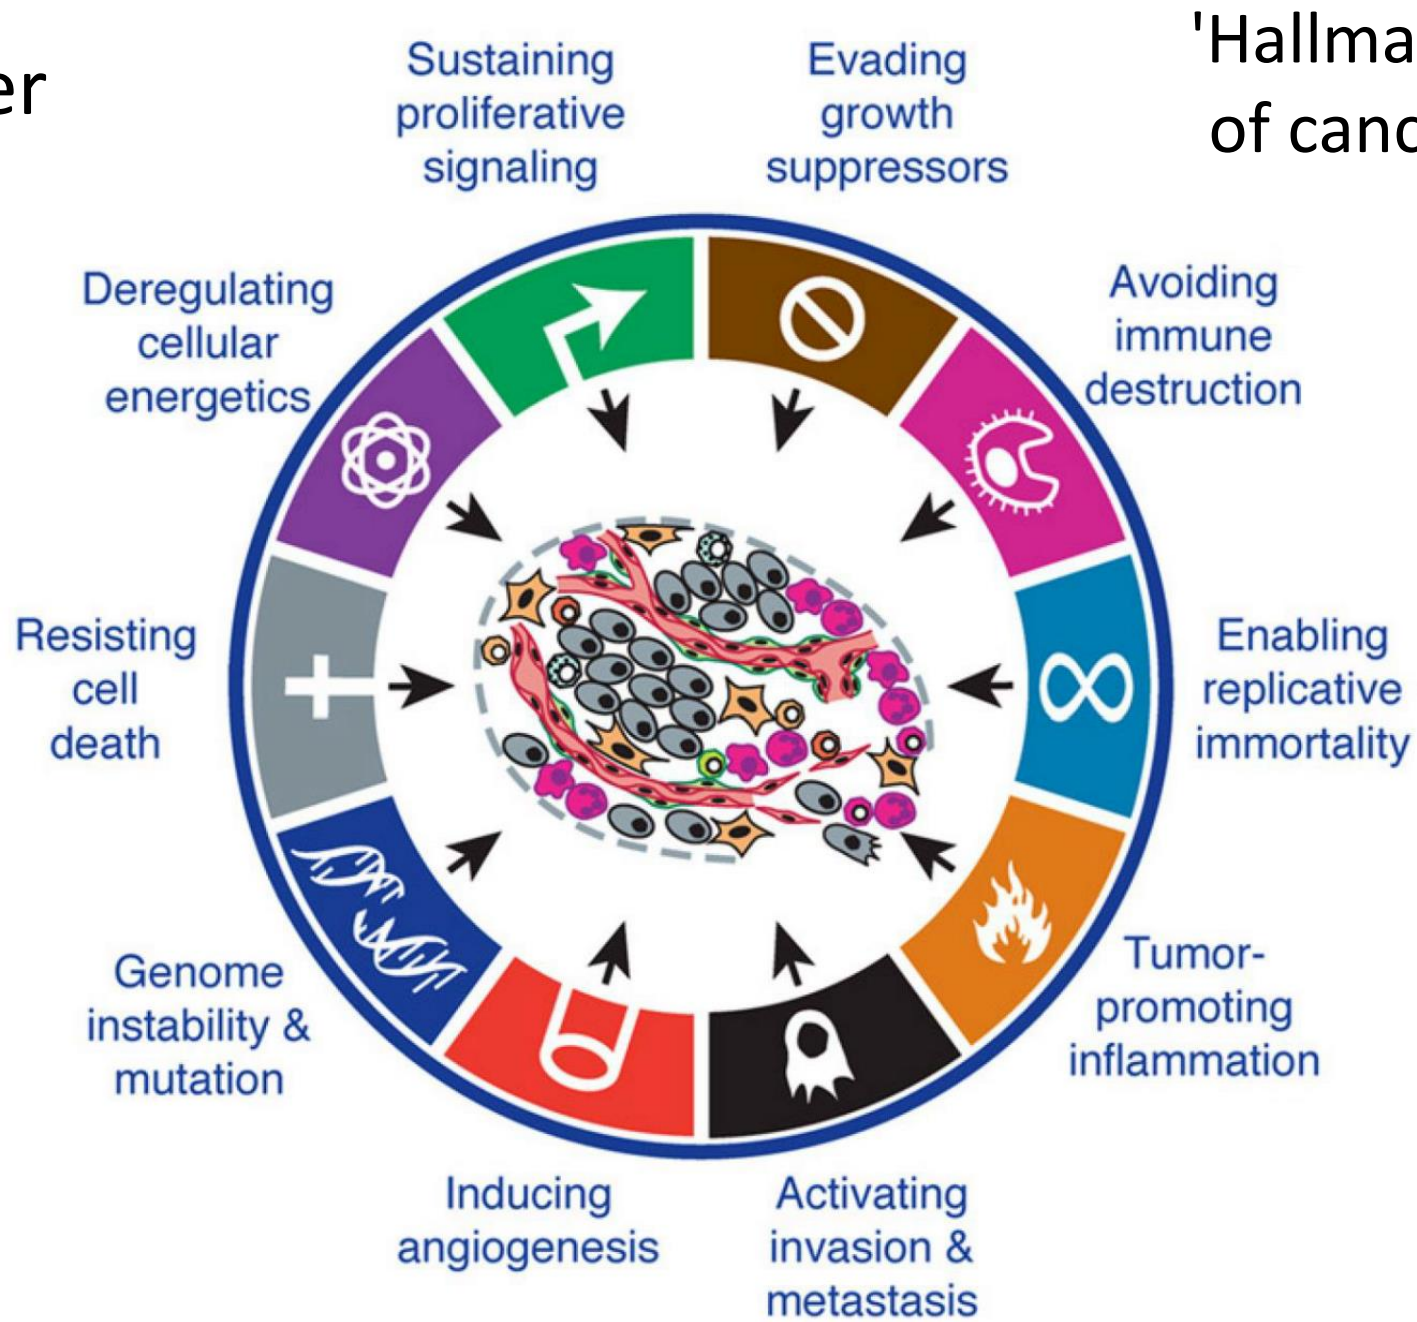 er
'Hallma
of canc
Sustaining
proliferative
signaling
Evading
growth
suppressors
Deregulating
cellular
energetics
Avoiding
immune
destruction
Resisting
cell
death
Enabling
replicative
immortality
Genome
instability &
mutation
Tumor-
promoting
inflammation
Inducing
angiogenesis
Activating
invasion &
metastasis